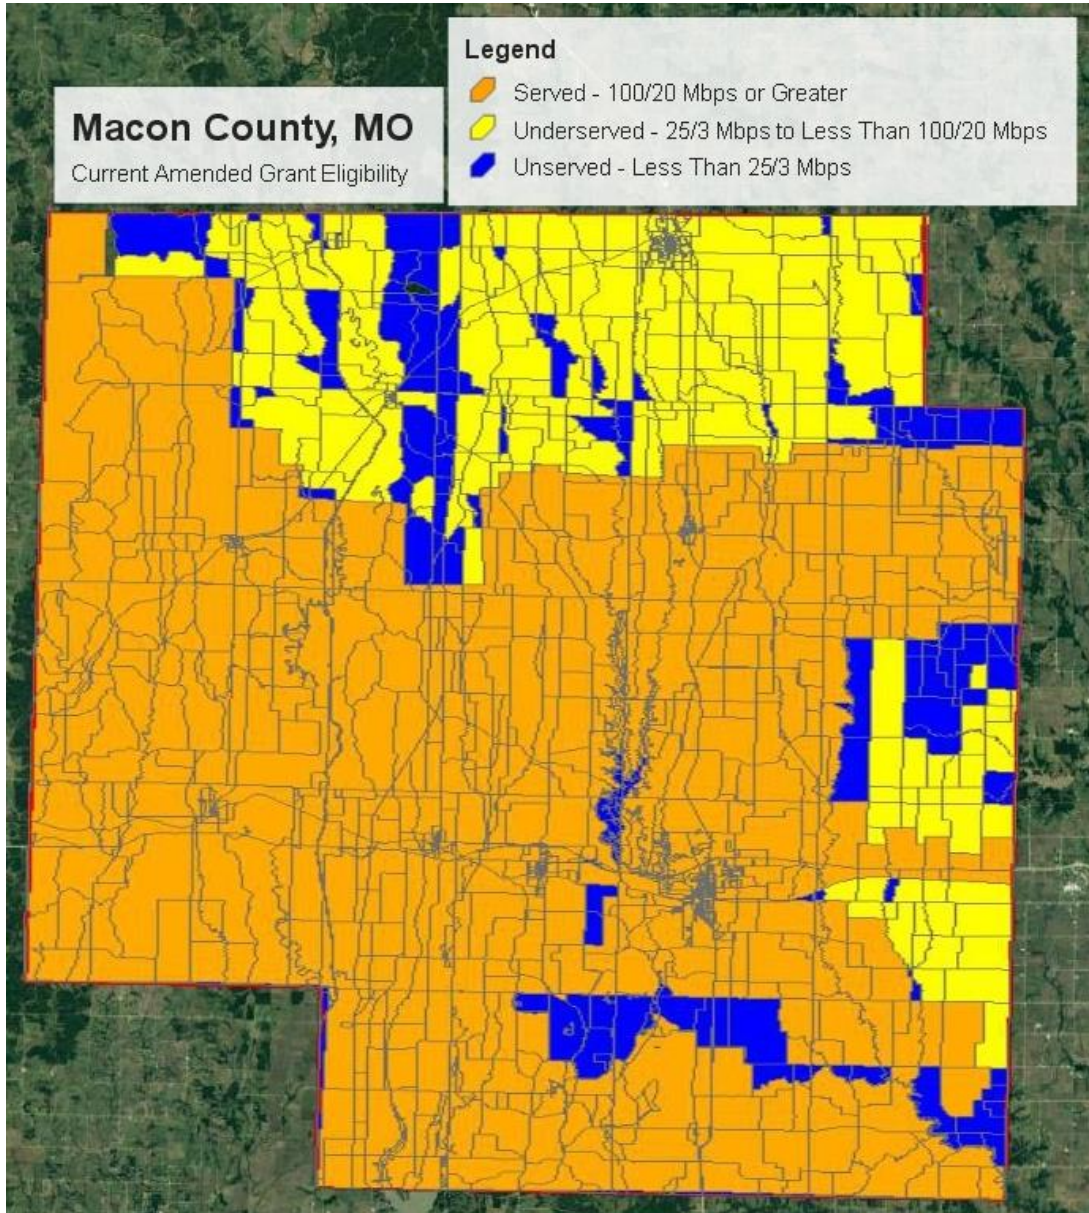 Legend
Served - 100/20 Mbps or Greater
Macon County, MO
Underserved - 25/3 Mbps to Less Than 100/20 Mbps
Current Amended Grant Eligibility
Unserved - Less Than 25/3 Mbps